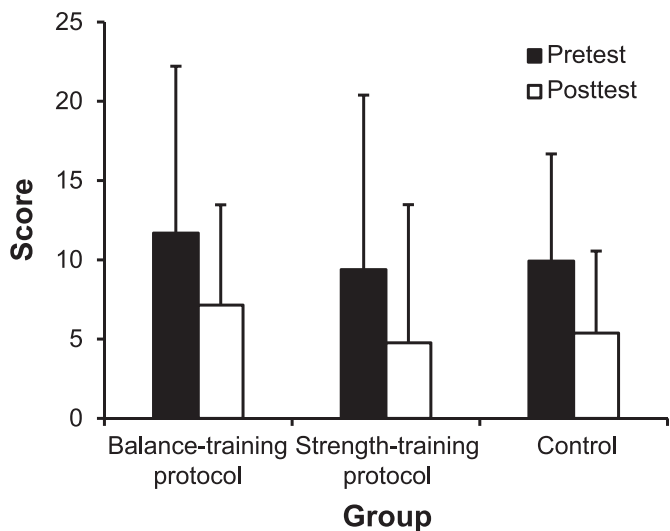 25
Pretest
Posttest
20
15
10
5
0
Score
Balance-training protocol
Strength-training protocol
Control
Group